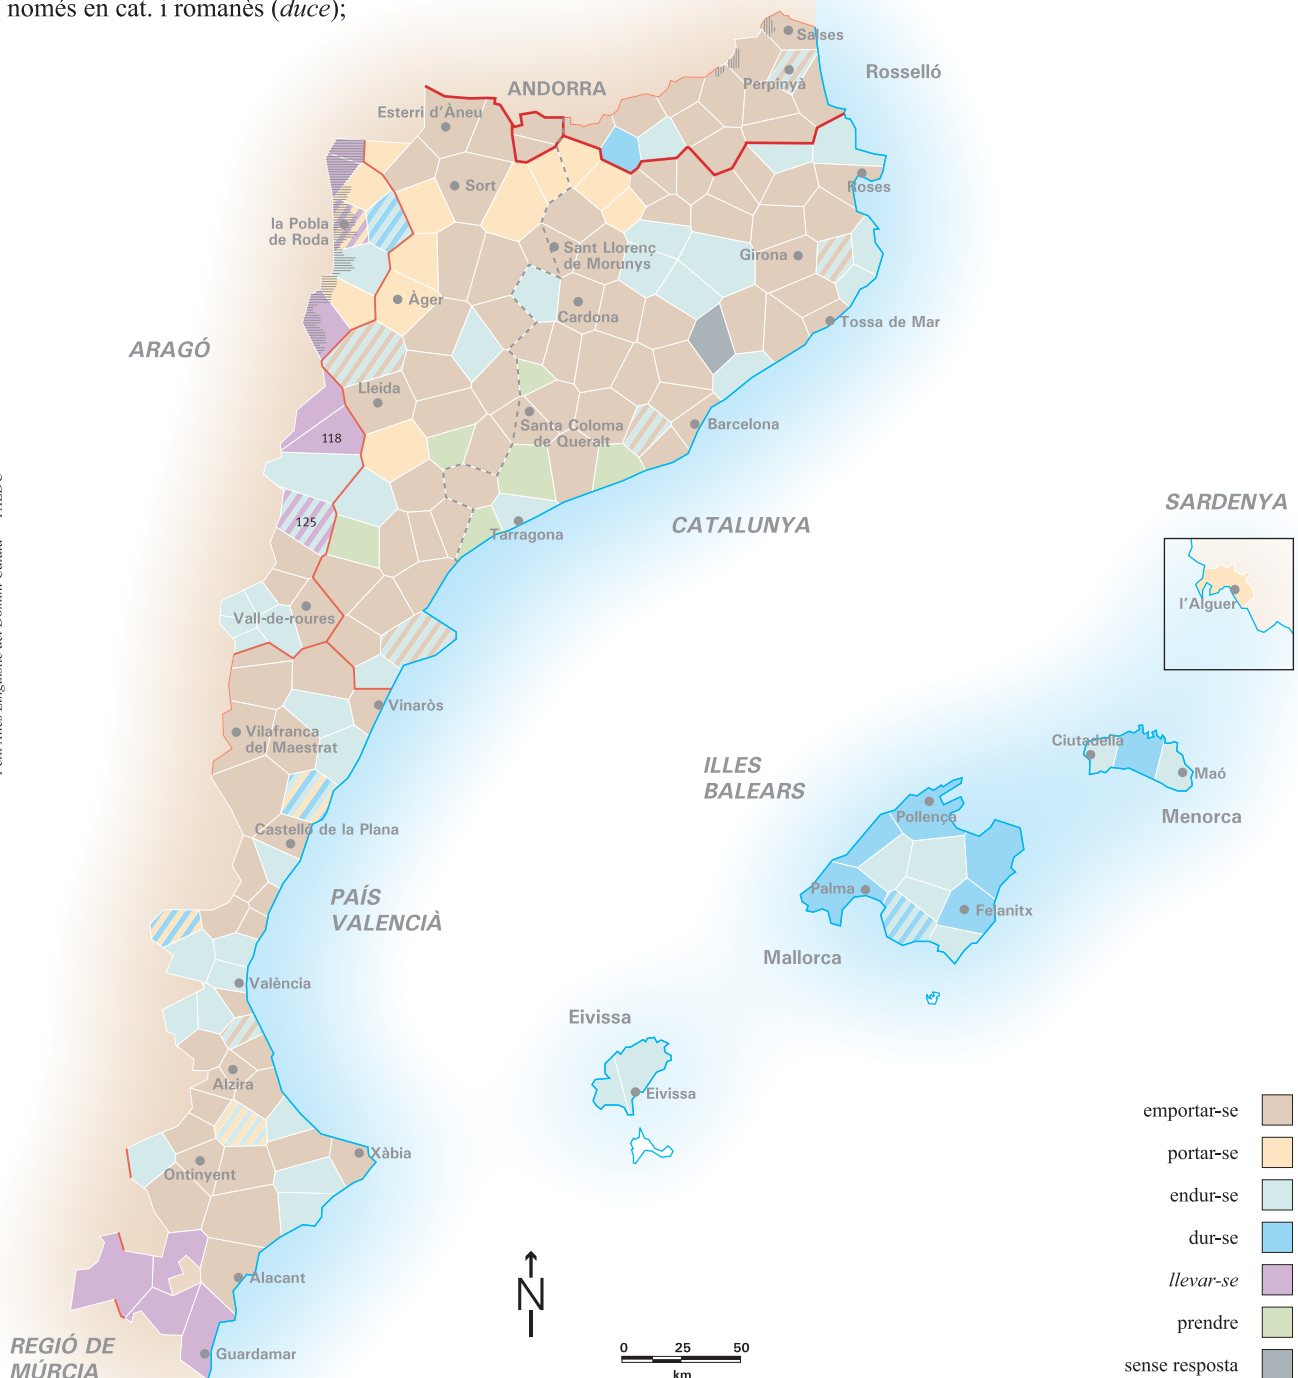 només en cat. i romanès (duce);
Salses
Rosselló
Perpinyà
ANDORRA
Esterri d'Àneu
Sort
Roses
la Pobla
de Roda
Sant Llorenç
de Morunys
Girona
Àger
Cardona
Tossa de Mar
ARAGÓ
Lleida
118
Santa Coloma
de Queralt
Barcelona
125
Tarragona
CATALUNYA
SARDENYA
l'Alguer
Vall-de-roures
Vinaròs
Vilafranca
del Maestrat
ILLES
BALEARS
Ciutadella
Maó
Menorca
Pollença
Castelló de la Plana
PAÍS
VALENCIÀ
Palma
Felanitx
Mallorca
València
Eivissa
Eivissa
Alzira
Xàbia
Ontinyent
Alacant
Guardamar
REGIÓ DE
MÚRCIA
N
0 25 50
km
emportar-se
portar-se
endur-se
dur-se
llevar-se
prendre
sense resposta